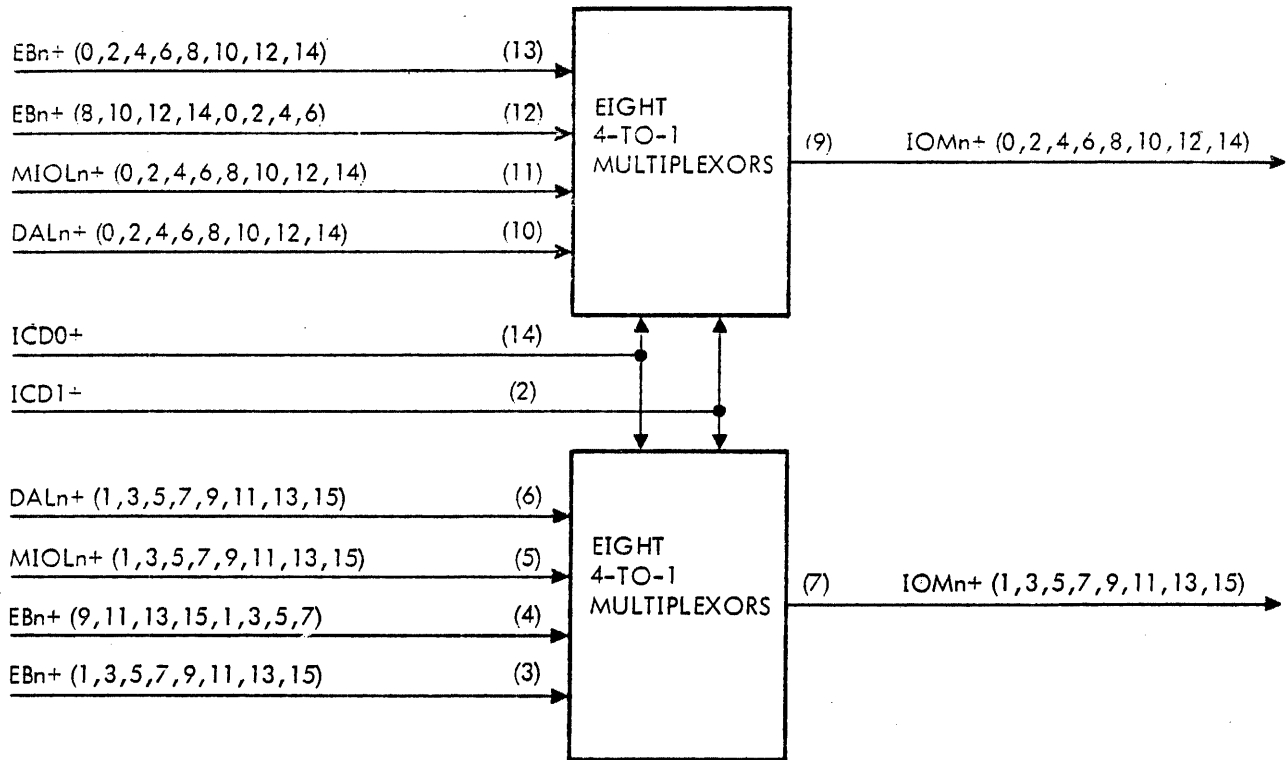 EBn+ (0,2,4,6,8,10,12,14) (13)
EBn+ (8,10,12,14,0,2,4,6) (12)
MIOLn+ (0,2,4,6,8,10,12,14) (11)
DALn+ (0,2,4,6,8,10,12,14) (10)
EIGHT
4-TO-1
MULTIPLEXORS
(9) IOMn+ (0,2,4,6,8,10,12,14)
ICD0+ (14)
ICD1+ (2)
DALn+ (1,3,5,7,9,11,13,15) (6)
MIOLn+ (1,3,5,7,9,11,13,15) (5)
EBn+ (9,11,13,15,1,3,5,7) (4)
EBn+ (1,3,5,7,9,11,13,15) (3)
EIGHT
4-TO-1
MULTIPLEXORS
(7) IOMn+ (1,3,5,7,9,11,13,15)